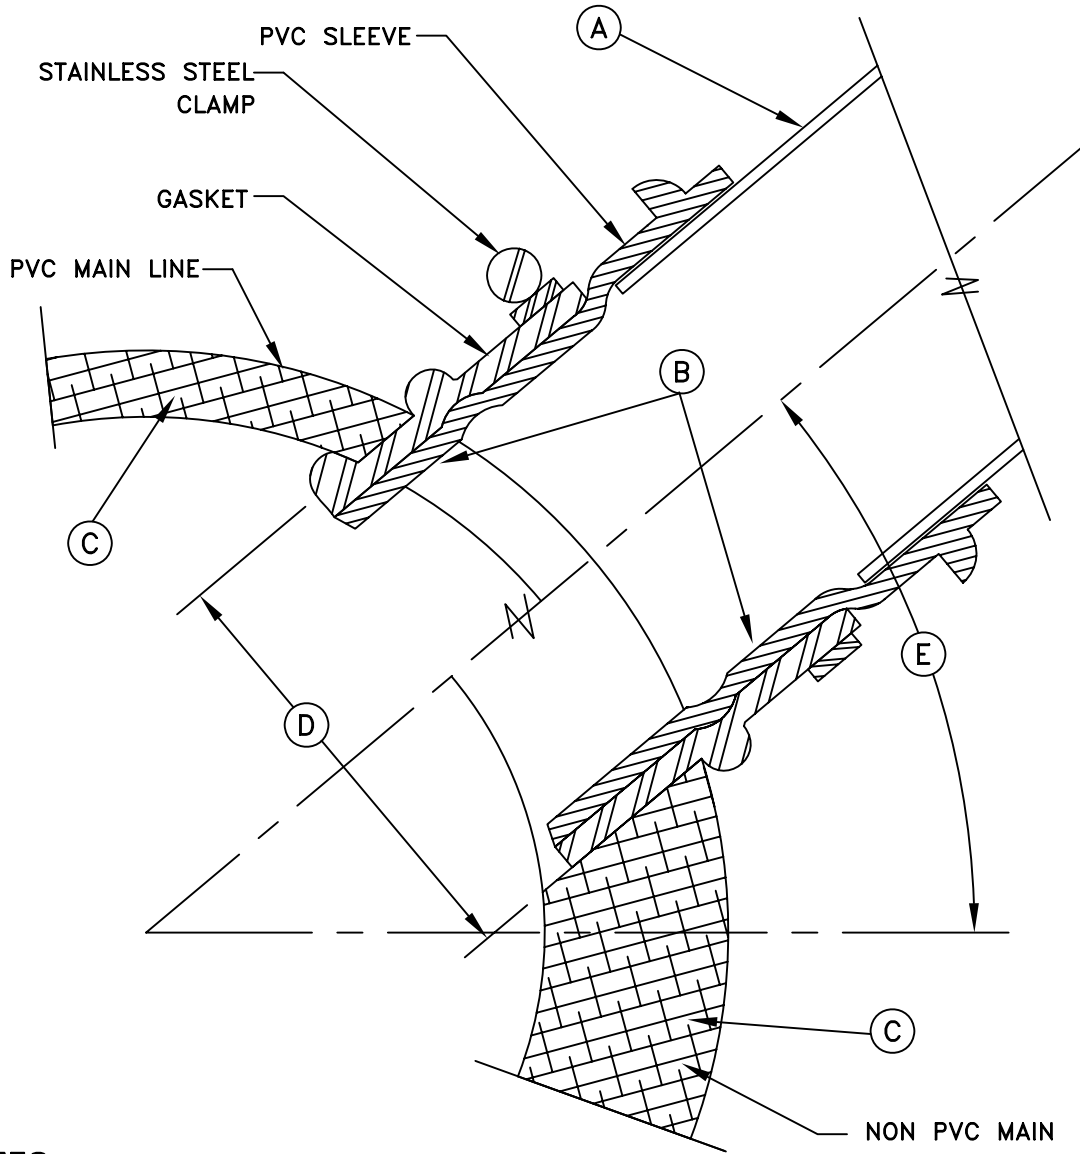 PVC SLEEVE
A
STAINLESS STEEL
CLAMP
GASKET
PVC MAIN LINE
B
C
E
D
C
NON PVC MAIN